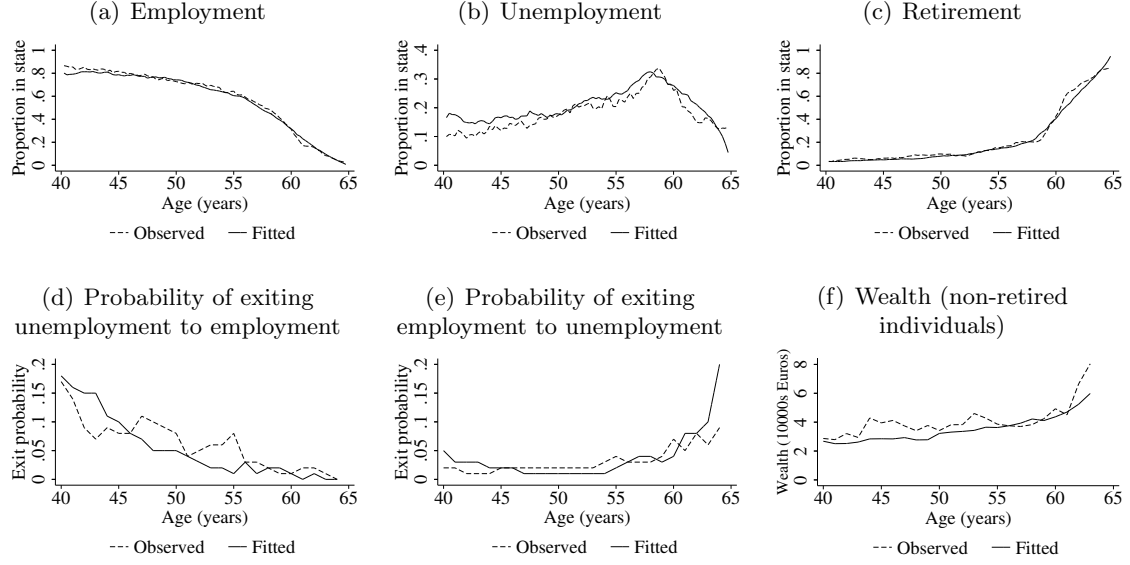 (a) Employment
Proportion in state
0 .2 .4 .6 .8 1
40 45 50 55 60 65
Age (years)
Observed Fitted
(b) Unemployment
Proportion in state
0 .1 .2 .3 .4
40 45 50 55 60 65
Age (years)
Observed Fitted
(c) Retirement
Proportion in state
0 .2 .4 .6 .8 1
40 45 50 55 60 65
Age (years)
Observed Fitted
(d) Probability of exiting
unemployment to employment
Exit probability
0 .05 .1 .15 .2
40 45 50 55 60 65
Age (years)
Observed Fitted
(e) Probability of exiting
employment to unemployment
Exit probability
0 .05 .1 .15 .2
40 45 50 55 60 65
Age (years)
Observed Fitted
(f) Wealth (non-retired
individuals)
Wealth (10000s Euros)
0 2 4 6 8
40 45 50 55 60 65
Age (years)
Observed Fitted